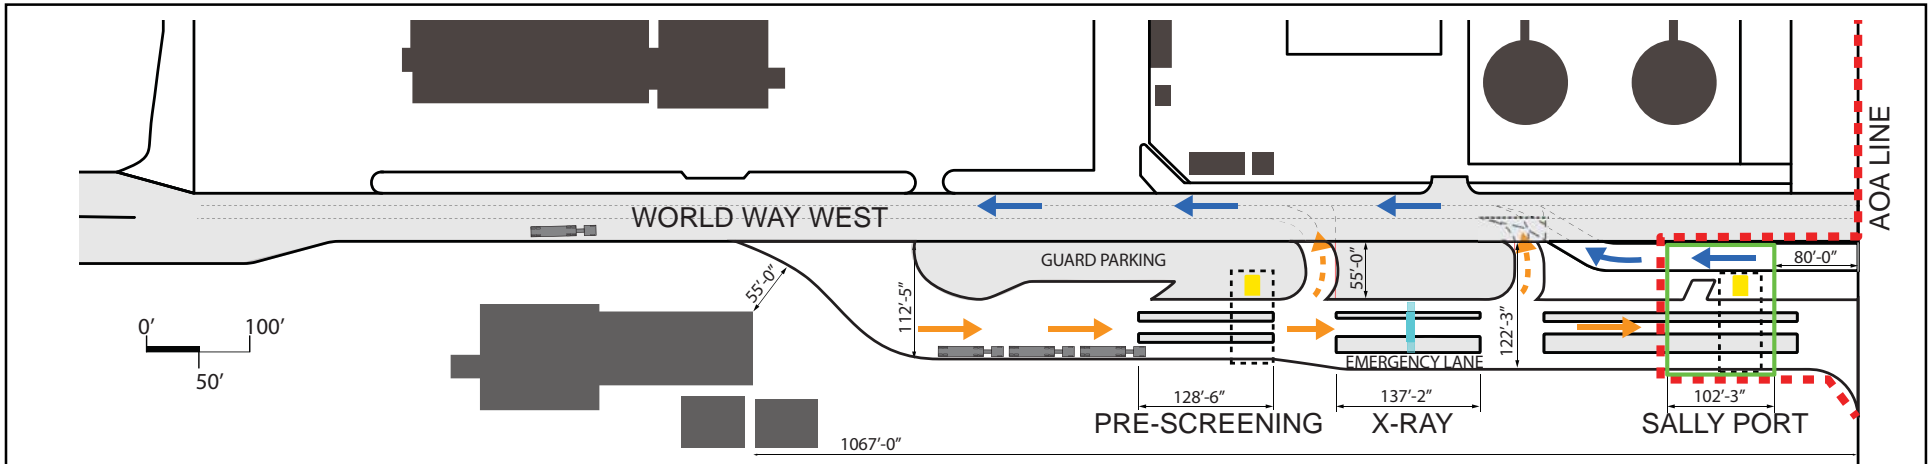 AOA LINE
WORLD WAY WEST
GUARD PARKING
55'-0"
80'-0"
55'-0"
112'-5"
122'-3"
0'
100'
50'
EMERGENCY LANE
128'-6"
137'-2"
102'-3"
PRE-SCREENING
X-RAY
SALLY PORT
1067'-0"